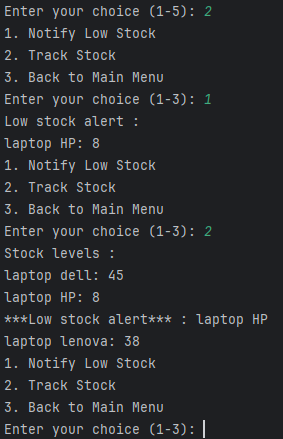 Enter your choice (1-5): 2
1. Notify Low Stock
2. Track Stock
3. Back to Main Menu
Enter your choice (1-3): 1
Low stock alert :
laptop HP: 8
1. Notify Low Stock
2. Track Stock
3. Back to Main Menu
Enter your choice (1-3): 2
Stock levels :
laptop dell: 45
laptop HP: 8
***Low stock alert*** : laptop HP
laptop lenova: 38
1. Notify Low Stock
2. Track Stock
3. Back to Main Menu
Enter your choice (1-3):